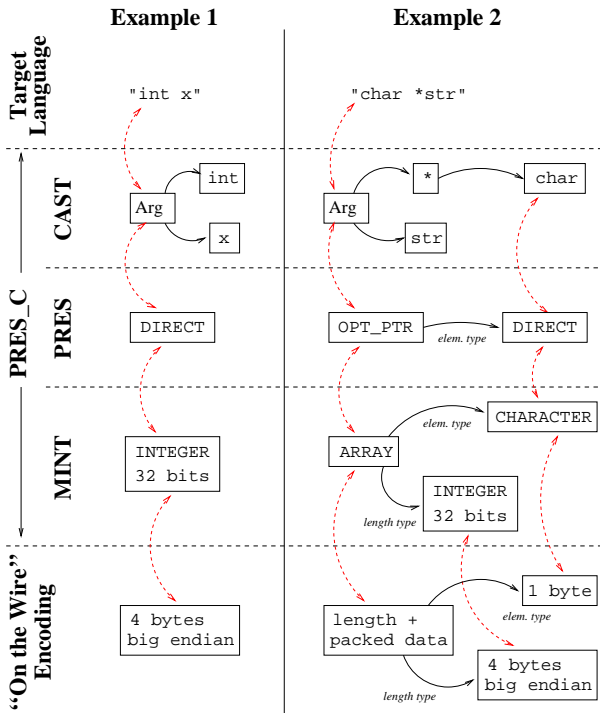 Example 1
Example 2
Target
Language
"int x"
"char *str"
PRES_C
CAST
Arg
int
x
Arg
*
char
str
PRES
DIRECT
OPT_PTR
elem. type
DIRECT
MINT
INTEGER
32 bits
ARRAY
elem. type
CHARACTER
length type
INTEGER
32 bits
“On the Wire”
Encoding
4 bytes
big endian
length +
packed data
elem. type
1 byte
length type
4 bytes
big endian